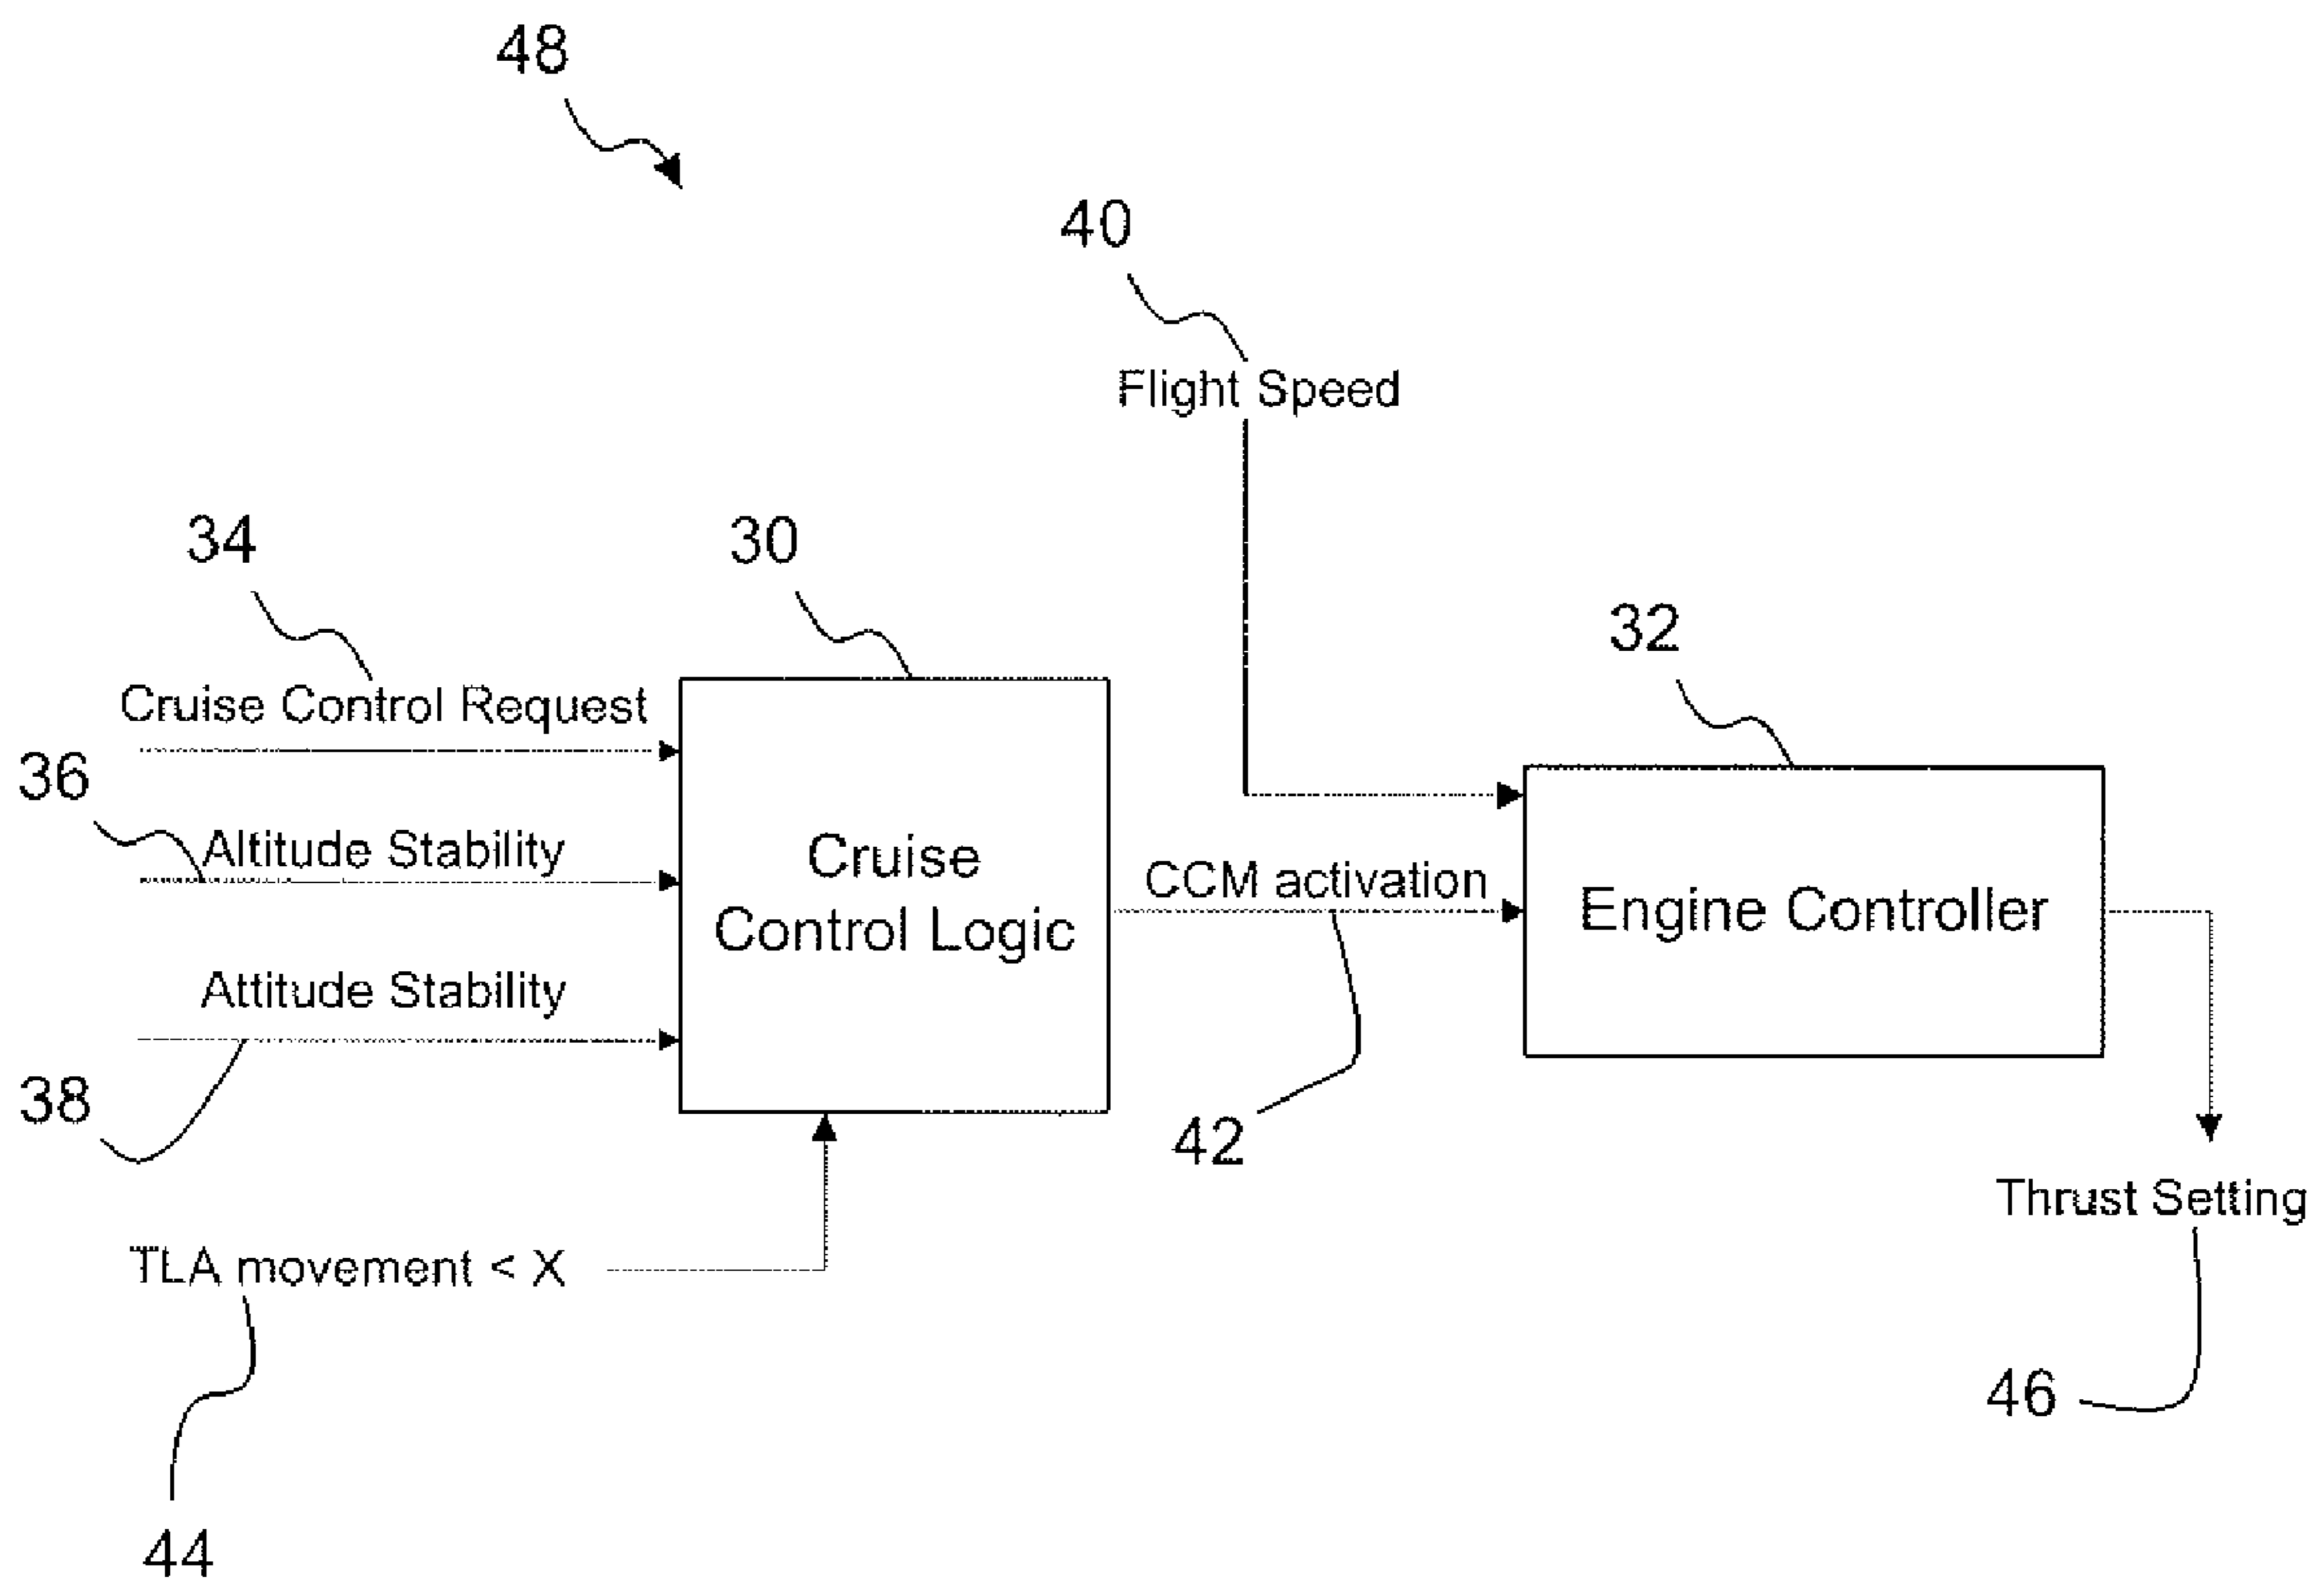 48
40
Flight Speed
34
30
32
Cruise Control Request
36
Altitude Stability
Cruise
Control Logic
CCM activation
Engine Controller
Attitude Stability
38
42
Thrust Setting
TLA movement < X
46
44